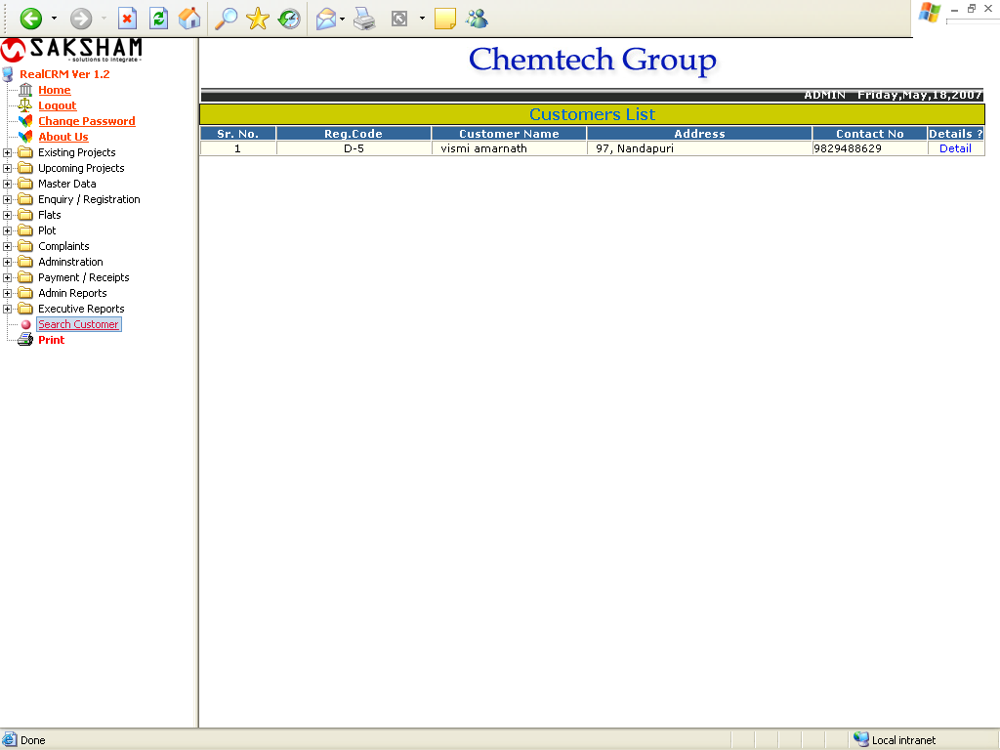 SAKSHAM
- solutions to integrate -
RealCRM Ver 1.2
Home
Logout
Change Password
About Us
Existing Projects
Upcoming Projects
Master Data
Enquiry / Registration
Flats
Plot
Complaints
Adminstration
Payment / Receipts
Admin Reports
Executive Reports
Search Customer
Print
Chemtech Group
ADMIN Friday,May,18,2007
Customers List
Sr. No. Reg.Code Customer Name Address Contact No Details ?
1 D-5 vismi amarnath 97, Nandapuri 9829488629 Detail
Done Local intranet